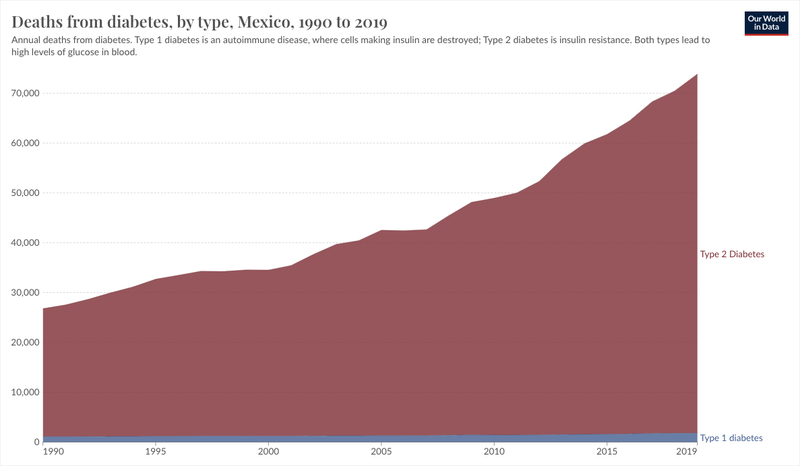 Deaths from diabetes, by type, Mexico, 1990 to 2019
Our World
in Data
Annual deaths from diabetes. Type 1 diabetes is an autoimmune disease, where cells making insulin are destroyed; Type 2 diabetes is insulin resistance. Both types lead to
high levels of glucose in blood.
70,000
60,000
50,000
40,000
30,000
20,000
10,000
0
Type 2 Diabetes
Type 1 diabetes
1990
1995
2000
2005
2010
2015
2019